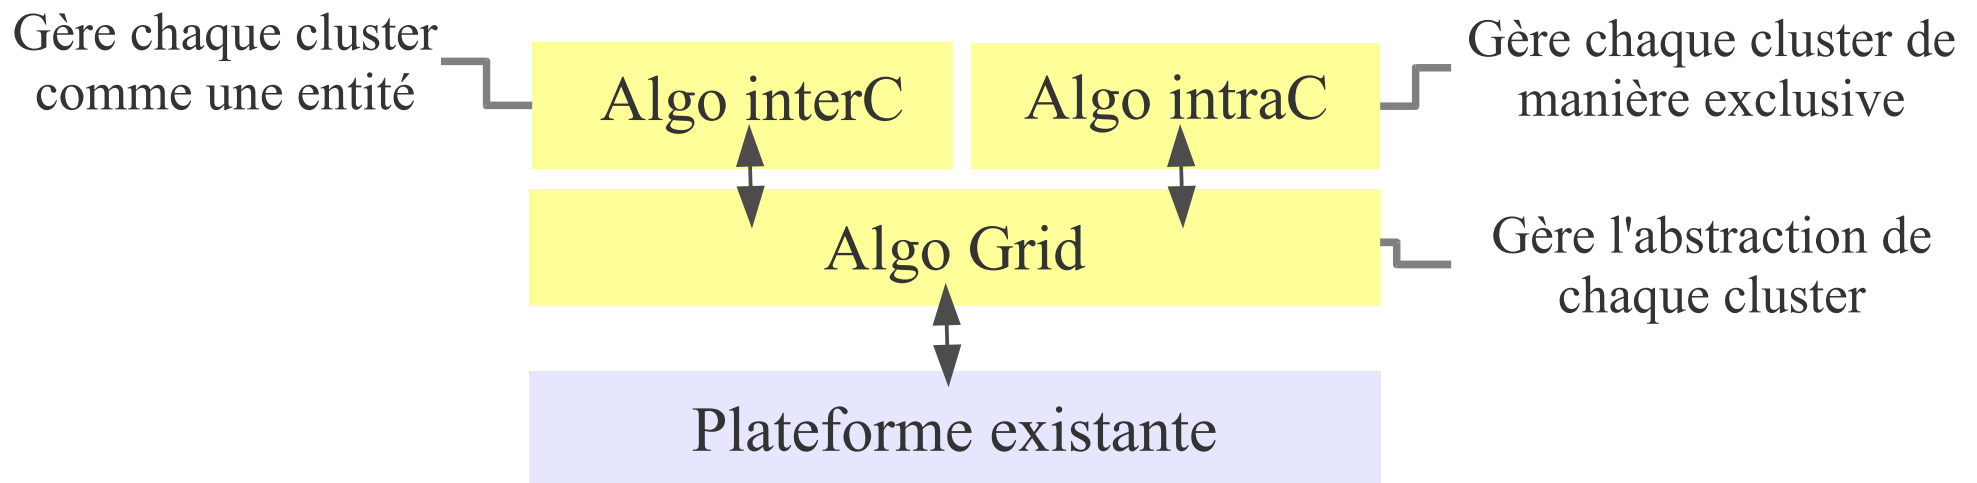 Gère chaque cluster
comme une entité
Algo interC
Algo intraC
Gère chaque cluster de
manière exclusive
Algo Grid
Gère l'abstraction de
chaque cluster
Plateforme existante